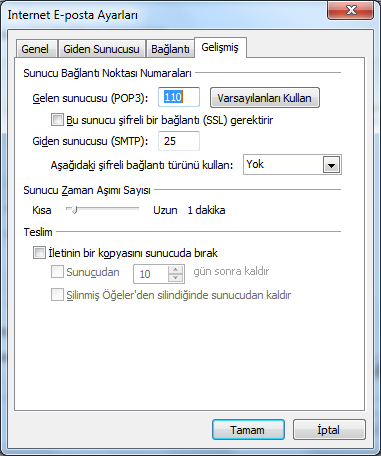 Internet E-posta Ayarları
Genel Giden Sunucusu Bağlantı Gelişmiş
Sunucu Bağlantı Noktası Numaraları
Gelen sunucusu (POP3): 110 Varsayılanları Kullan
Bu sunucu şifreli bir bağlantı (SSL) gerektirir
Giden sunucusu (SMTP): 25
Aşağıdaki şifreli bağlantı türünü kullan: Yok
Sunucu Zaman Aşımı Sayısı
Kısa Uzun 1 dakika
Teslim
İletinin bir kopyasını sunucuda bırak
Sunucudan 10 gün sonra kaldır
Silinmiş Öğeler'den silindiğinde sunucudan kaldır
Tamam İptal